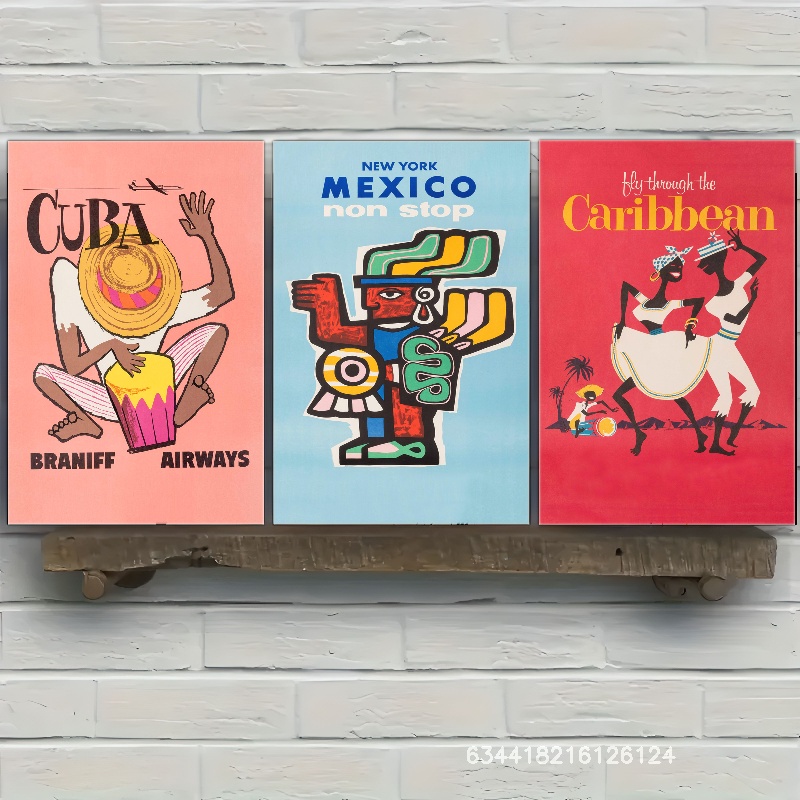 CUBA
BRANIFF AIRWAYS
NEW YORK
MEXICO
non stop
fly through the
Caribbean
634418216126124